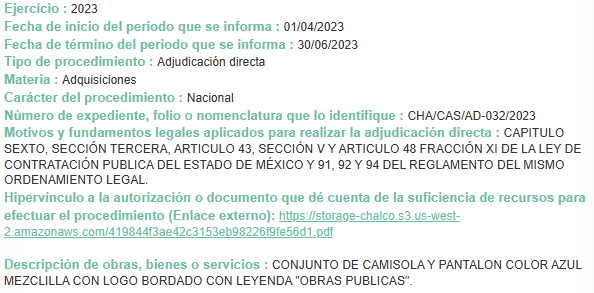 Ejercicio : 2023
Fecha de inicio del periodo que se informa : 01/04/2023
Fecha de término del periodo que se informa : 30/06/2023
Tipo de procedimiento : Adjudicación directa
Materia : Adquisiciones
Carácter del procedimiento : Nacional
Número de expediente, folio o nomenclatura que lo identifique : CHA/CAS/AD-032/2023
Motivos y fundamentos legales aplicados para realizar la adjudicación directa : CAPITULO
SEXTO, SECCIÓN TERCERA, ARTICULO 43, SECCIÓN V Y ARTICULO 48 FRACCIÓN XI DE LA LEY DE
CONTRATACIÓN PUBLICA DEL ESTADO DE MÉXICO Y 91, 92 Y 94 DEL REGLAMENTO DEL MISMO
ORDENAMIENTO LEGAL.
Hipervínculo a la autorización o documento que dé cuenta de la suficiencia de recursos para
efectuar el procedimiento (Enlace externo): https://storage-chalco.s3.us-west-
2.amazonaws.com/419844f3ae42c3153eb98226f9fe56d1.pdf
Descripción de obras, bienes o servicios : CONJUNTO DE CAMISOLA Y PANTALON COLOR AZUL
MEZCLILLA CON LOGO BORDADO CON LEYENDA "OBRAS PUBLICAS".